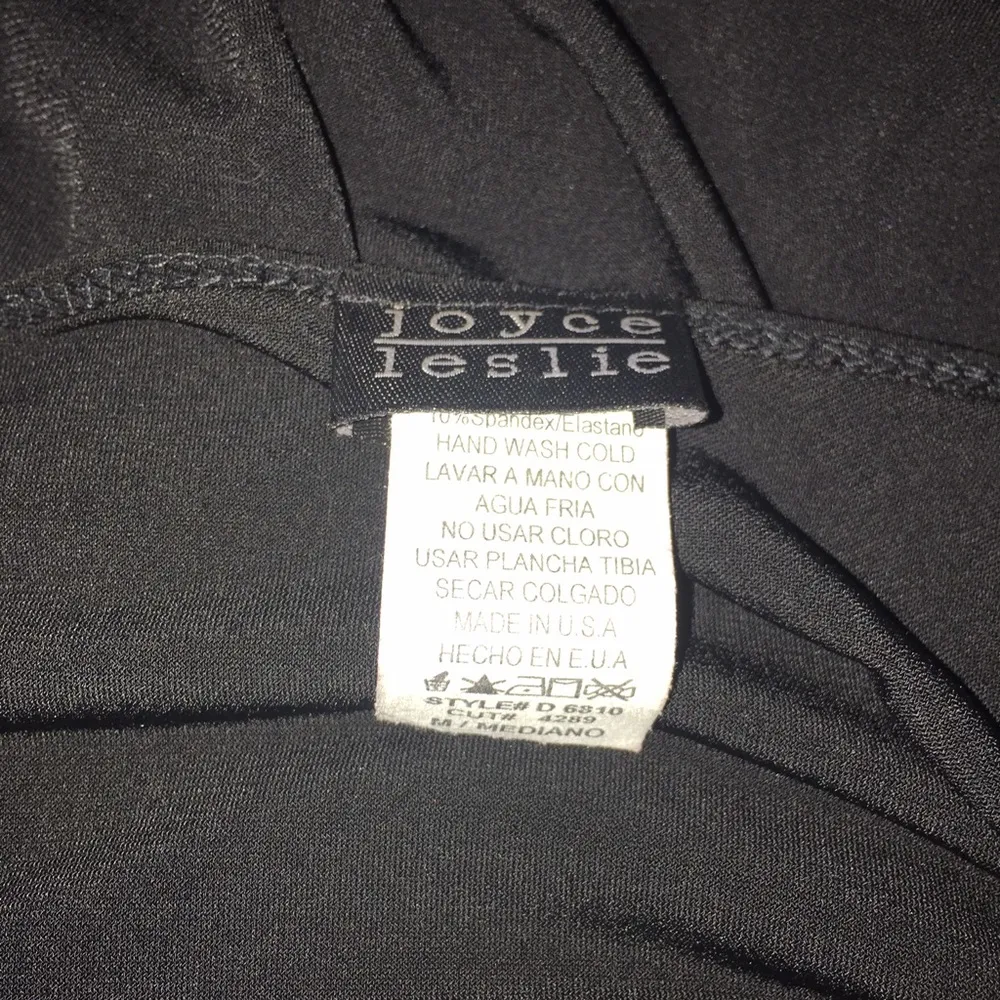 joyce
leslie
10%Spandex/Elastano
HAND WASH COLD
LAVAR A MANO CON
AGUA FRIA
NO USAR CLORO
USAR PLANCHA TIBIA
SECAR COLGADO
MADE IN U.S.A
HECHO EN E.U.A
STYLE# D 6810
CUT# 4289
M / MEDIANO